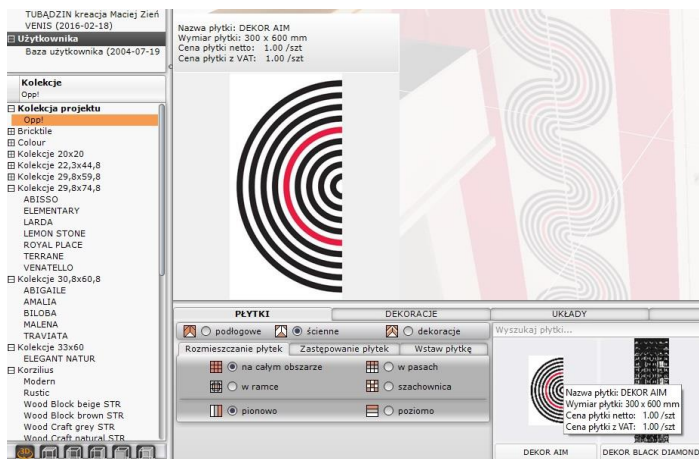 TUBĄDZIN kreacja Maciej Zień
VENIS (2016-02-18)
Użytkownika
Baza użytkownika (2004-07-19
Kolekcje
Opp!
Kolekcja projektu
Opp!
Bricktile
Colour
Kolekcje 20x20
Kolekcje 22,3x44,8
Kolekcje 29,8x59,8
Kolekcje 29,8x74,8
ABISSO
ELEMENTARY
LARDA
LEMON STONE
ROYAL PLACE
TERRANE
VENATELLO
Kolekcje 30,8x60,8
ABIGAILE
AMALIA
BILOBA
MALENA
TRAVIATA
Kolekcje 33x60
ELEGANT NATUR
Korzilius
Modern
Rustic
Wood Block beige STR
Wood Block brown STR
Wood Craft grey STR
Wood Craft natural STR
3D
Nazwa płytki: DEKOR AIM
Wymiar płytki: 300 x 600 mm
Cena płytki netto: 1.00 /szt
Cena płytki z VAT: 1.00 /szt
PŁYTKI
DEKORACJE
UKŁADY
podłogowe
ścienne
dekoracje
Rozmieszczanie płytek
Zastępowanie płytek
Wstaw płytkę
na całym obszarze
w pasach
w ramce
szachownica
pionowo
poziomo
Wyszukaj płytki...
Nazwa płytki: DEKOR AIM
Wymiar płytki: 300 x 600 mm
Cena płytki netto: 1.00 /szt
Cena płytki z VAT: 1.00 /szt
DEKOR AIM
DEKOR BLACK DIAMOND